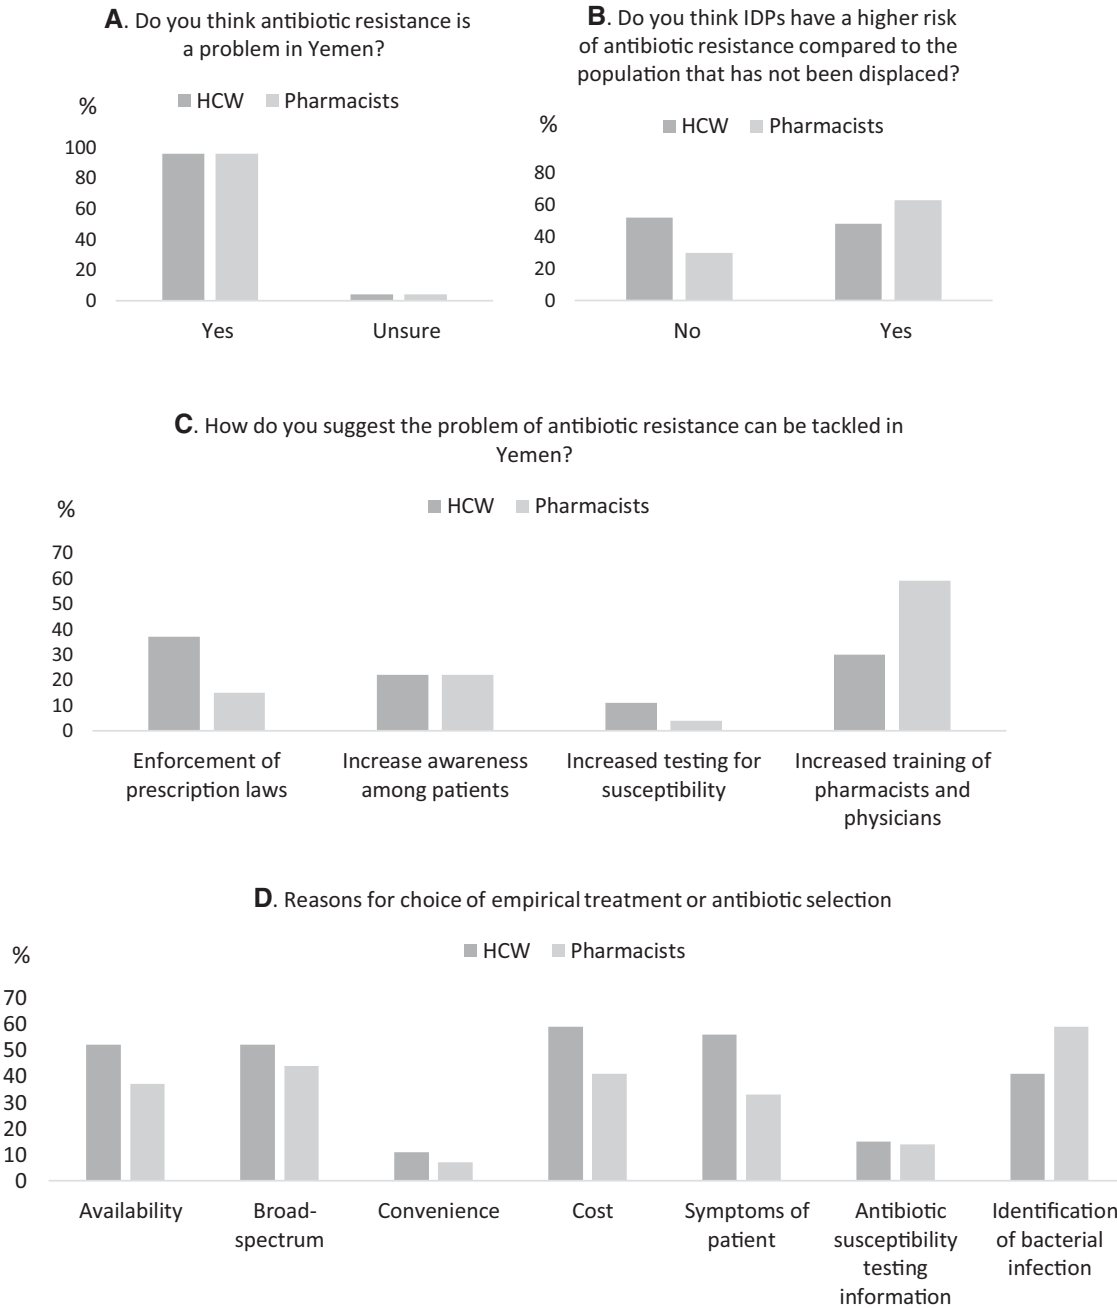 A. Do you think antibiotic resistance is
a problem in Yemen?
% HCW Pharmacists
100
80
60
40
20
0
Yes Unsure
B. Do you think IDPs have a higher risk
of antibiotic resistance compared to the
population that has not been displaced?
% HCW Pharmacists
80
60
40
20
0
No Yes
C. How do you suggest the problem of antibiotic resistance can be tackled in
Yemen?
% HCW Pharmacists
70
60
50
40
30
20
10
0
Enforcement of
prescription laws
Increase awareness
among patients
Increased testing for
susceptibility
Increased training of
pharmacists and
physicians
D. Reasons for choice of empirical treatment or antibiotic selection
% HCW Pharmacists
70
60
50
40
30
20
10
0
Availability
Broad-
spectrum
Convenience
Cost
Symptoms of
patient
Antibiotic
susceptibility
testing
information
Identification
of bacterial
infection